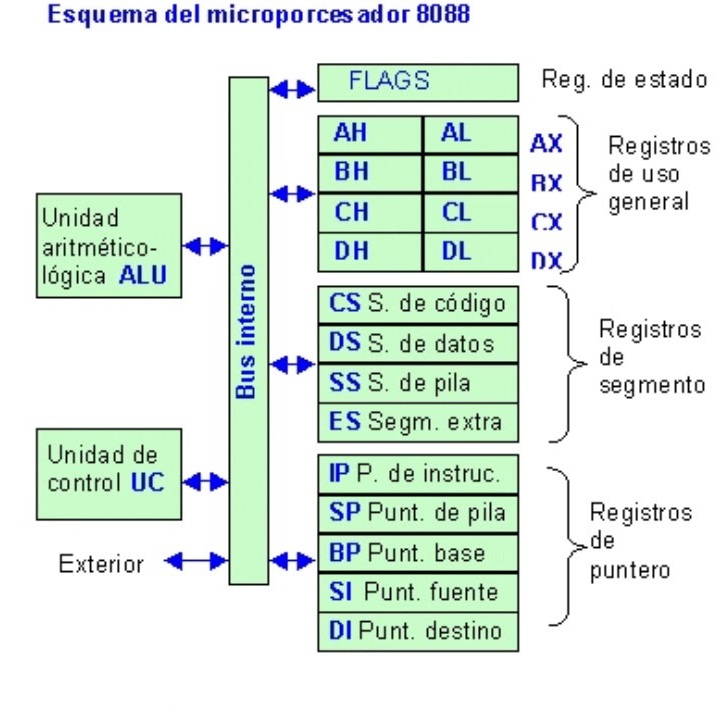 Esquema del microporcesador 8088
FLAGS
Reg. de estado
AH AL AX
BH BL BX
CH CL CX
DH DL DX
Registros
de uso
general
Unidad
aritmético-
lógica ALU
Bus interno
CS S. de código
DS S. de datos
SS S. de pila
ES Segm. extra
Registros
de
segmento
Unidad de
control UC
Exterior
IP P. de instruc.
SP Punt. de pila
BP Punt. base
SI Punt. fuente
DI Punt. destino
Registros
de
puntero